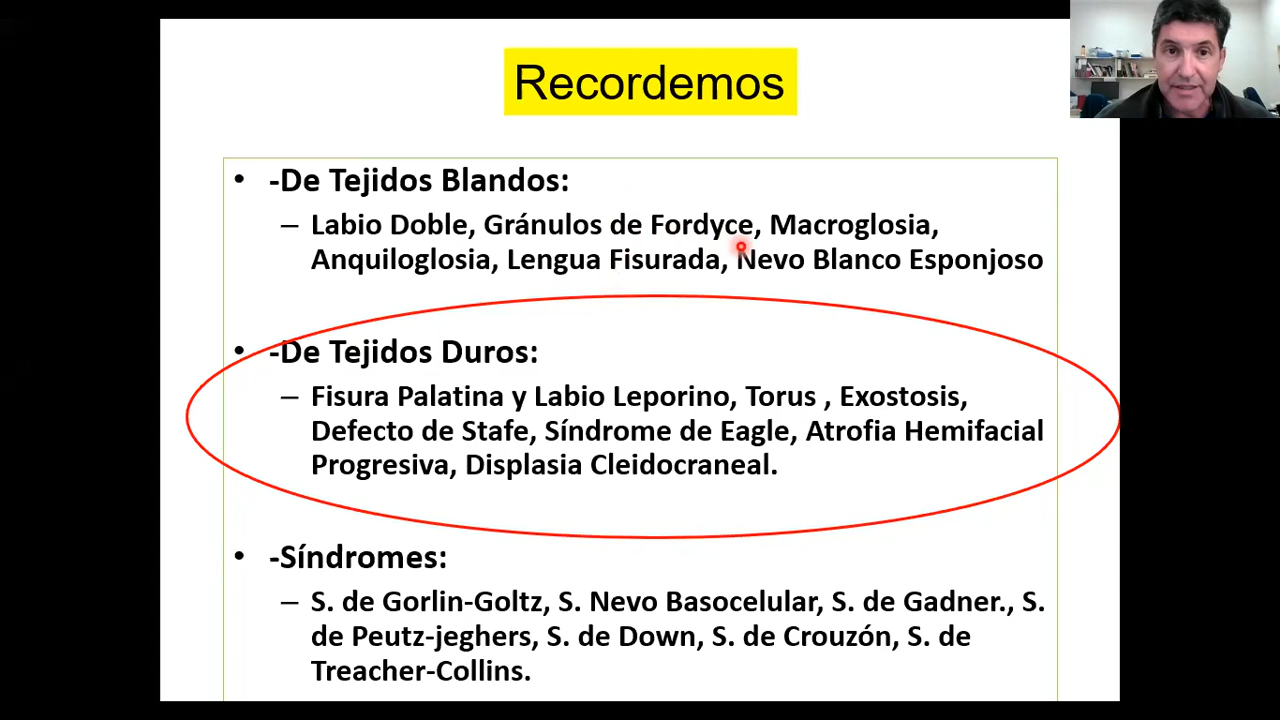 Recordemos
• -De Tejidos Blandos:
– Labio Doble, Gránulos de Fordyce, Macroglosia,
Anquiloglosia, Lengua Fisurada, Nevo Blanco Esponjoso
• -De Tejidos Duros:
– Fisura Palatina y Labio Leporino, Torus , Exostosis,
Defecto de Stafe, Síndrome de Eagle, Atrofia Hemifacial
Progresiva, Displasia Cleidocraneal.
• -Síndromes:
– S. de Gorlin-Goltz, S. Nevo Basocelular, S. de Gadner., S.
de Peutz-jeghers, S. de Down, S. de Crouzón, S. de
Treacher-Collins.